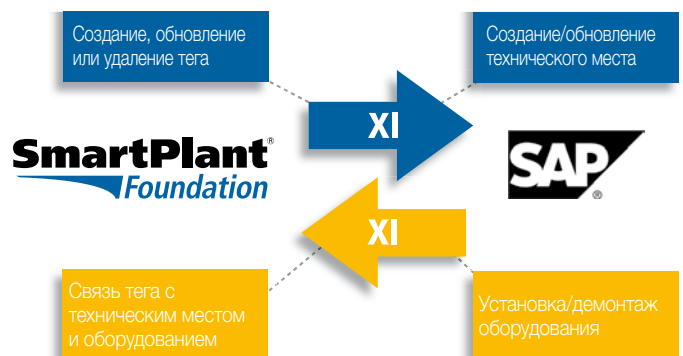 Создание, обновление
или удаление тега
Создание/обновление
технического места
XI
SmartPlant®
Foundation
SAP®
XI
Связь тега с
техническим местом
и оборудованием
Установка/демонтаж
оборудования